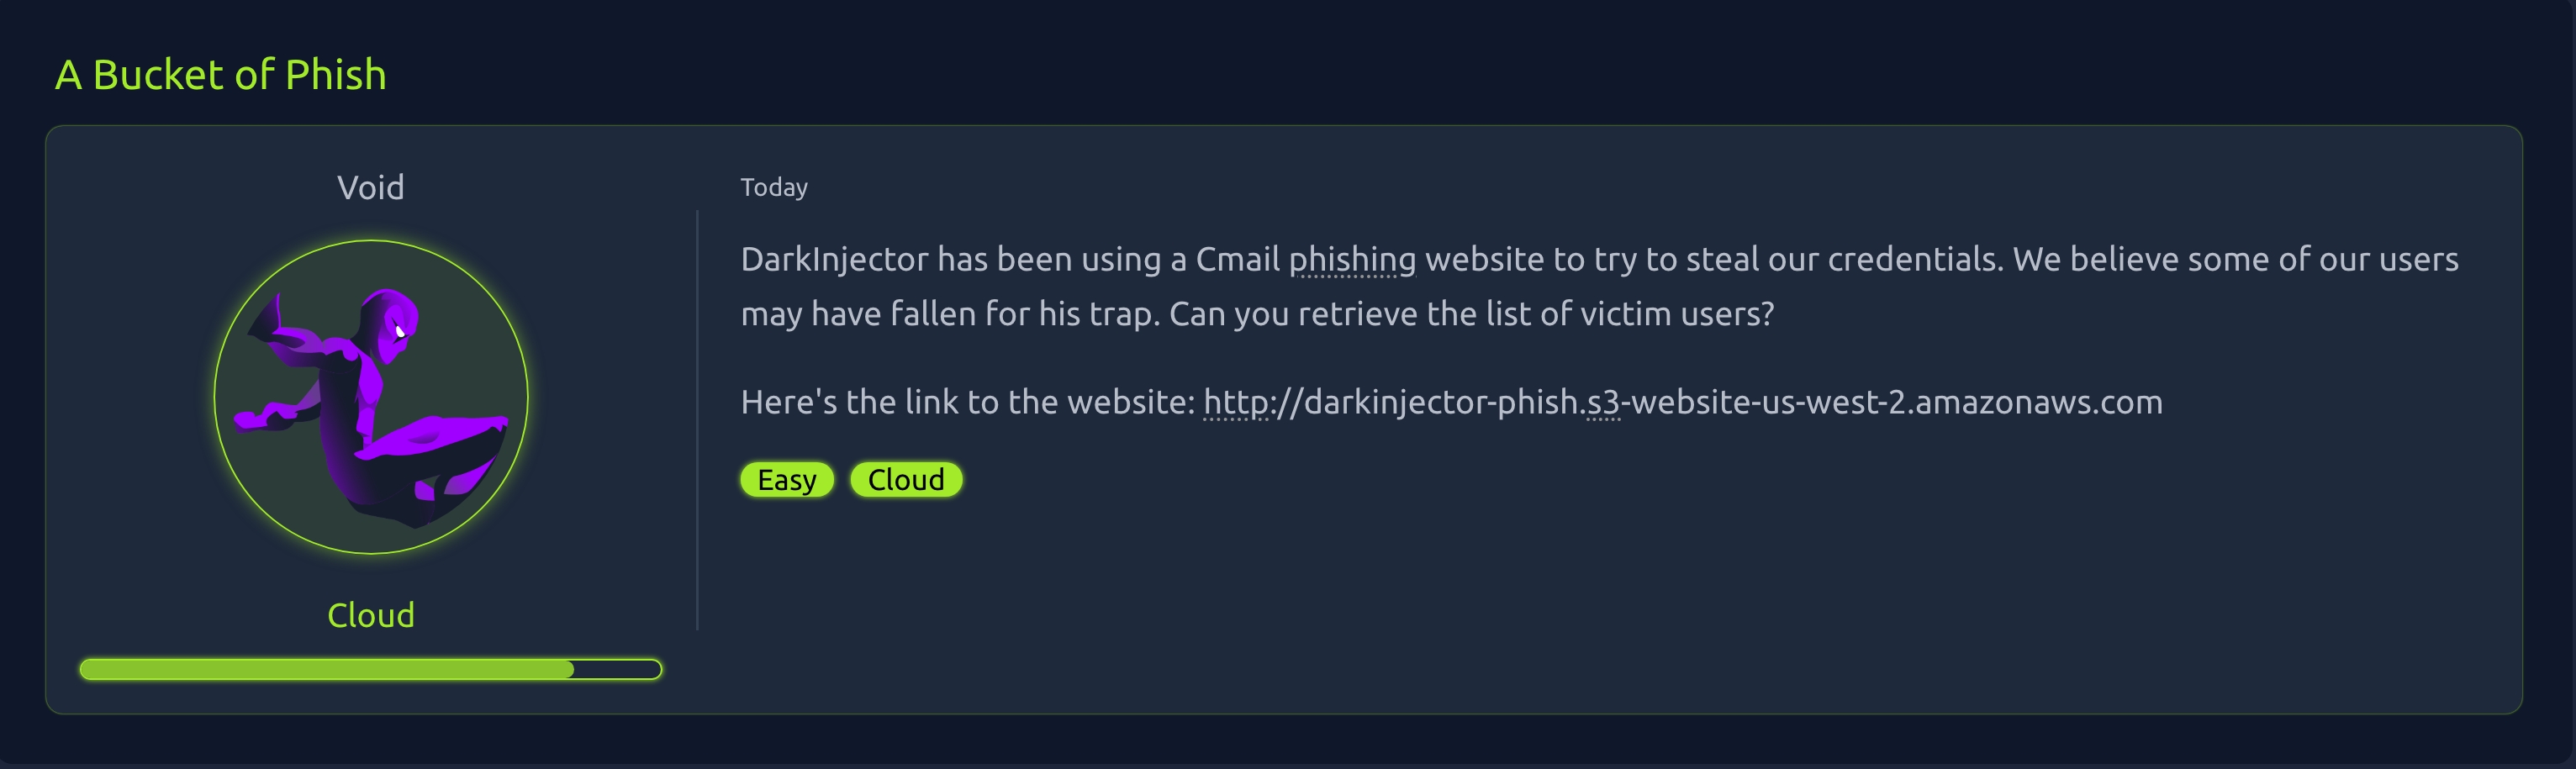 A Bucket of Phish
Void
Cloud
Today
DarkInjector has been using a Cmail phishing website to try to steal our credentials. We believe some of our users
may have fallen for his trap. Can you retrieve the list of victim users?
Here's the link to the website: http://darkinjector-phish.s3-website-us-west-2.amazonaws.com
Easy Cloud